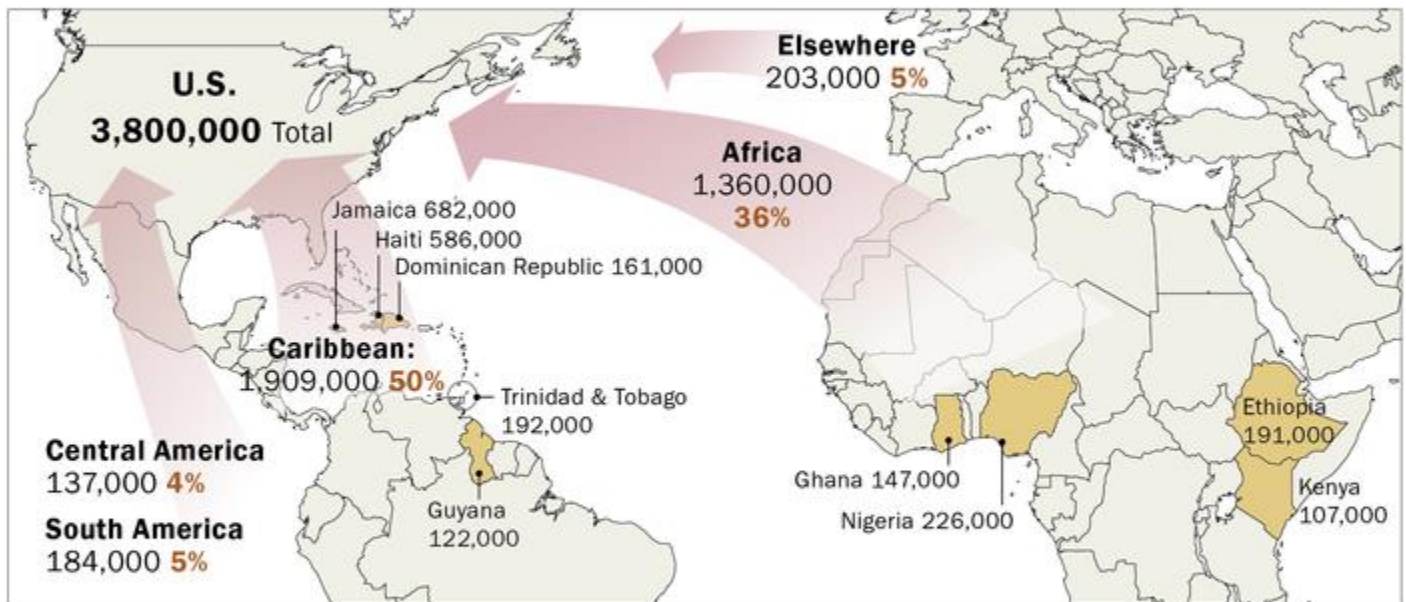 Elsewhere
203,000 5%
U.S.
3,800,000 Total
Africa
1,360,000
36%
Jamaica 682,000
Haiti 586,000
Dominican Republic 161,000
Caribbean:
1,909,000 50%
Trinidad & Tobago
192,000
Central America
137,000 4%
South America
184,000 5%
Guyana
122,000
Ghana 147,000
Nigeria 226,000
Ethiopia
191,000
Kenya
107,000